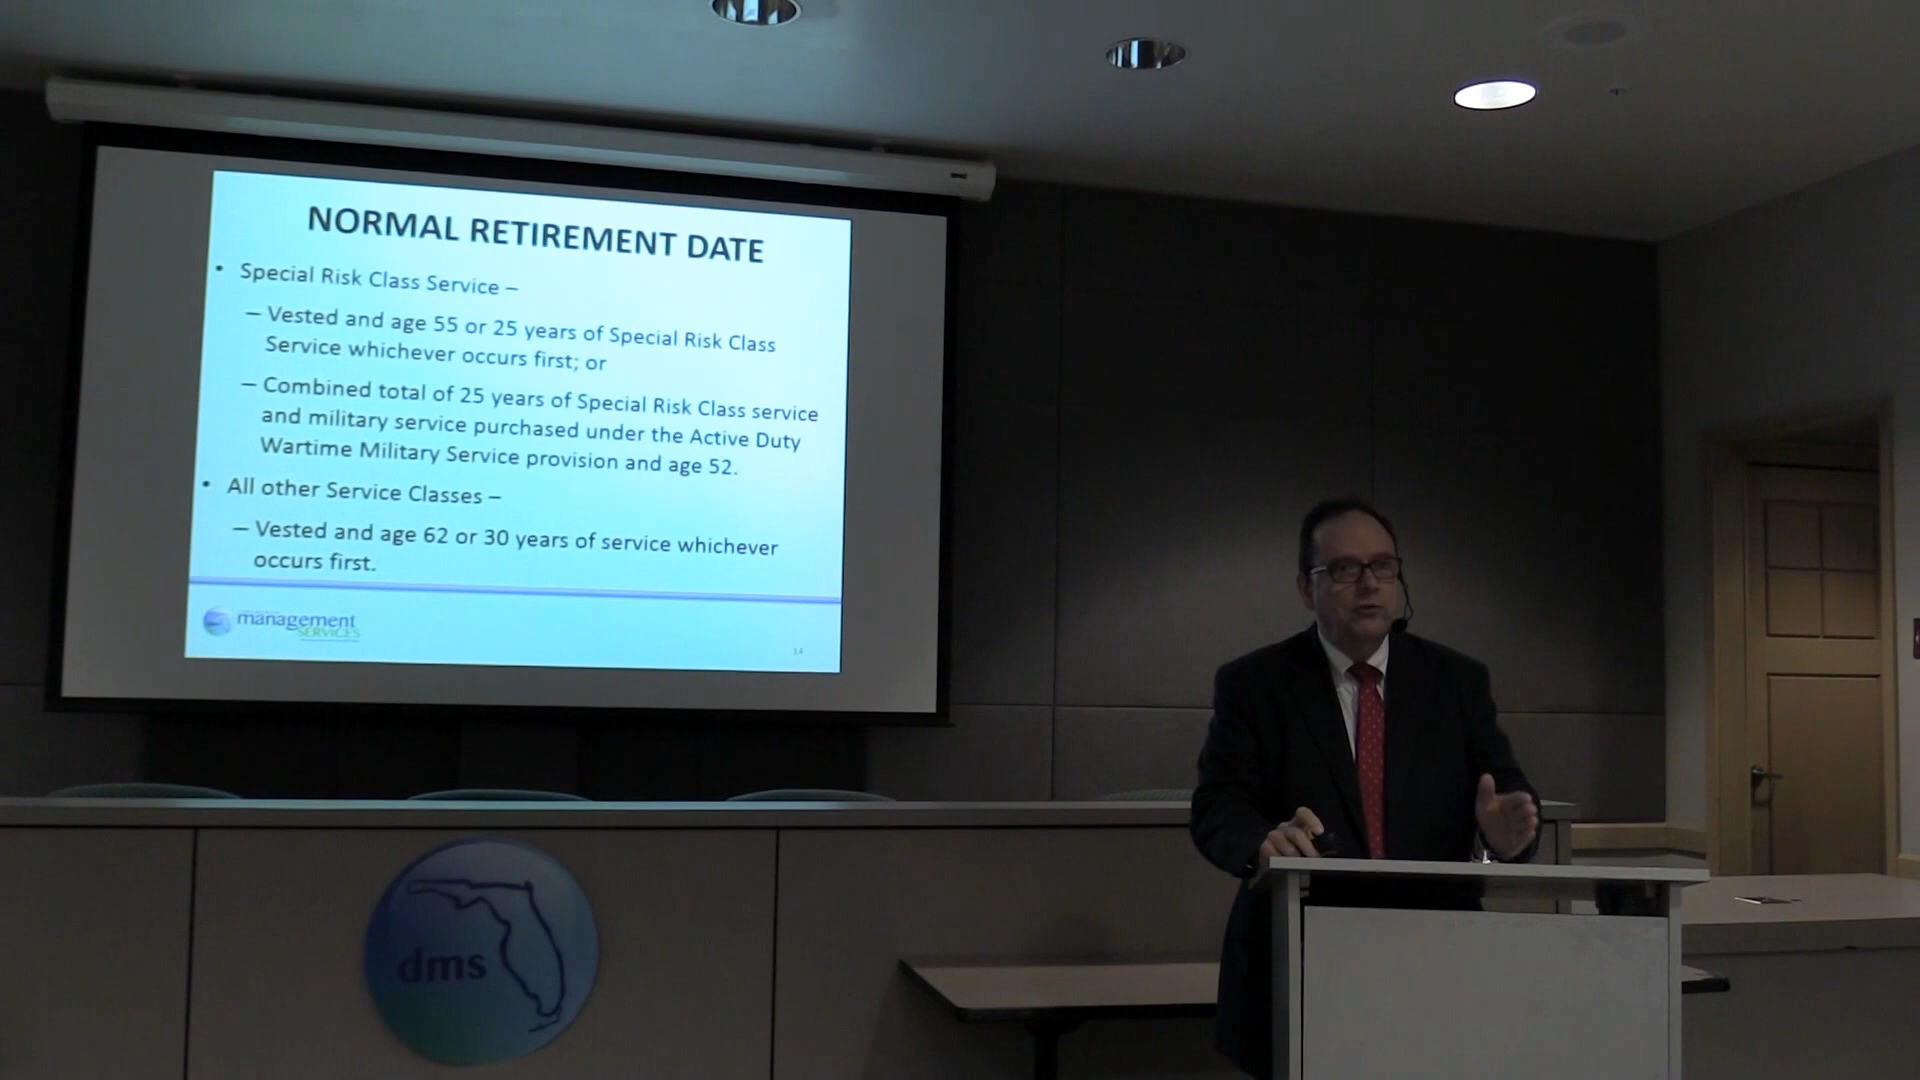 NORMAL RETIREMENT DATE
• Special Risk Class Service –
– Vested and age 55 or 25 years of Special Risk Class
Service whichever occurs first; or
– Combined total of 25 years of Special Risk Class service
and military service purchased under the Active Duty
Wartime Military Service provision and age 52.
• All other Service Classes –
– Vested and age 62 or 30 years of service whichever
occurs first.
management
SERVICES
14
dms